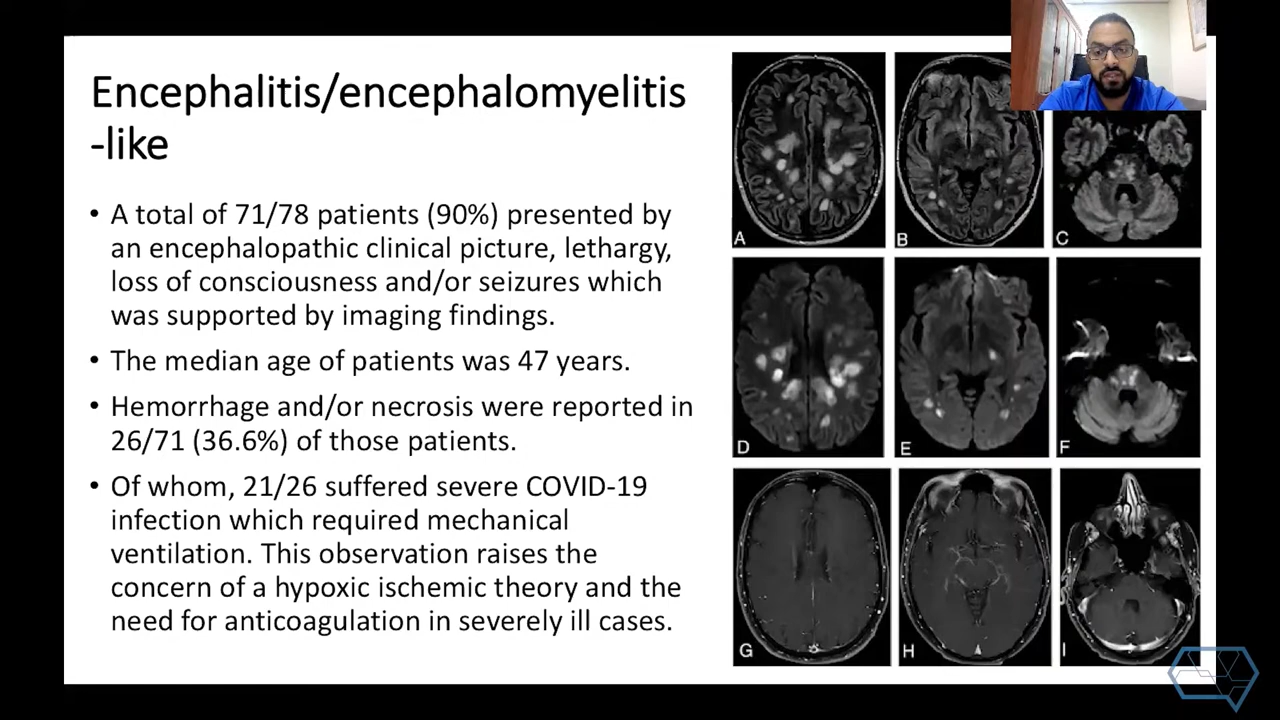 Encephalitis/encephalomyelitis
-like
• A total of 71/78 patients (90%) presented by
an encephalopathic clinical picture, lethargy,
loss of consciousness and/or seizures which
was supported by imaging findings.
• The median age of patients was 47 years.
• Hemorrhage and/or necrosis were reported in
26/71 (36.6%) of those patients.
• Of whom, 21/26 suffered severe COVID-19
infection which required mechanical
ventilation. This observation raises the
concern of a hypoxic ischemic theory and the
need for anticoagulation in severely ill cases.
A
B
C
D
E
F
G
H
I